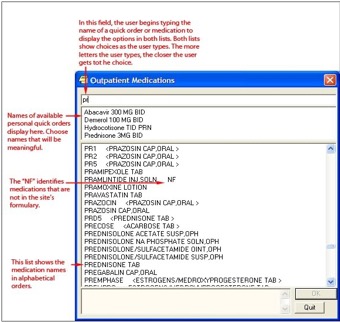 In this field, the user begins typing
the name of a quick order or medication to
display the options in both lists. Both
lists show choices as the user types. The more
letters the user types, the closer the user
gets tot he choice.
Outpatient Medications
pr
Names of available
personal quick orders
display here. Choose
names that will be
meaningful.
Abacavir 300 MG BID
Demerol 100 MG BID
Hydrocotisone TID PRN
Prednisone 3MG BID
The "NF" identifies
medications that are
not in the site's
formulary.
This list shows the
medication names
in alphabetical
orders.
PR1 <PRAZOSIN CAP,ORAL >
PR2 <PRAZOSIN CAP,ORAL >
PR5 <PRAZOSIN CAP,ORAL >
PRAMIPEXOLE TAB
PRAMLINTIDE INJ,SOLN NF
PRAMOXINE LOTION
PRAVASTATIN TAB
PRAZOCIN <PRAZOSIN CAP,ORAL >
PRAZOSIN CAP,ORAL
PRD5 <PREDNISONE TAB >
PRECOSE <ACARBOSE TAB >
PREDNISOLONE ACETATE SUSP,OPH
PREDNISOLONE NA PHOSPHATE SOLN,OPH
PREDNISOLONE/SULFACETAMIDE OINT,OPH
PREDNISOLONE/SULFACETAMIDE SUSP,OPH
PREDNISONE TAB
PREGABALIN CAP,ORAL
PREMPHASE <ESTROGENS/MEDROXYPROGESTERONE TAB >
OK
Quit